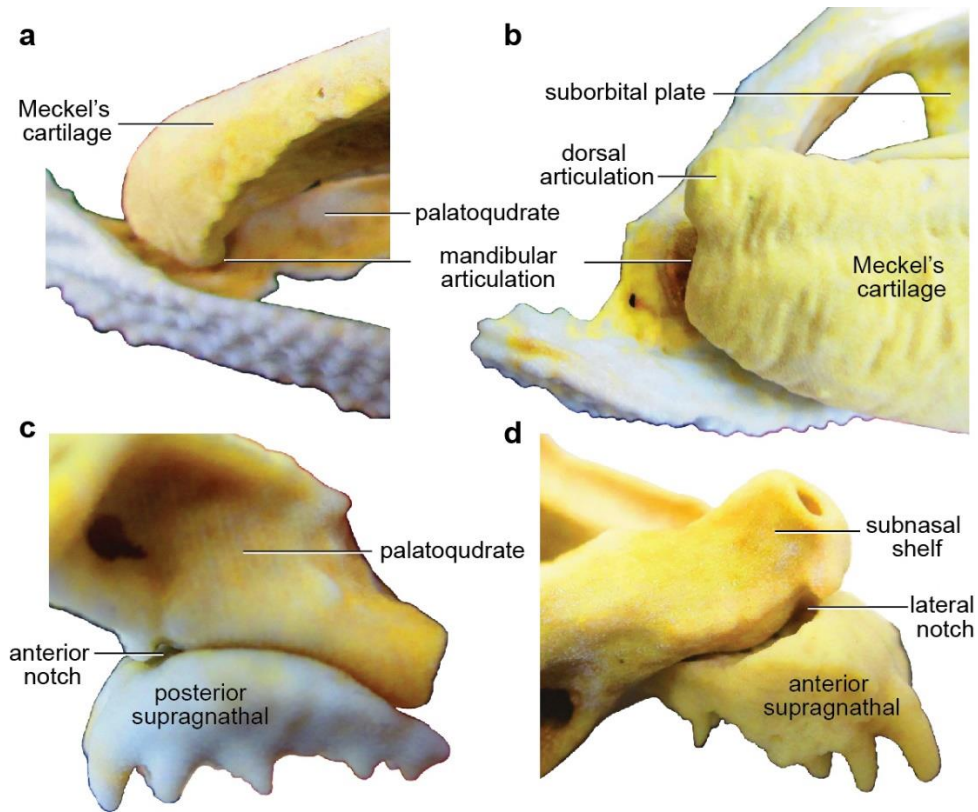 a
Meckel's
cartilage
palatoqudrate
mandibular
articulation
b
suborbital plate
dorsal
articulation
Meckel's
cartilage
c
palatoqudrate
anterior
notch
posterior
supragnathal
d
subnasal
shelf
lateral
notch
anterior
supragnathal